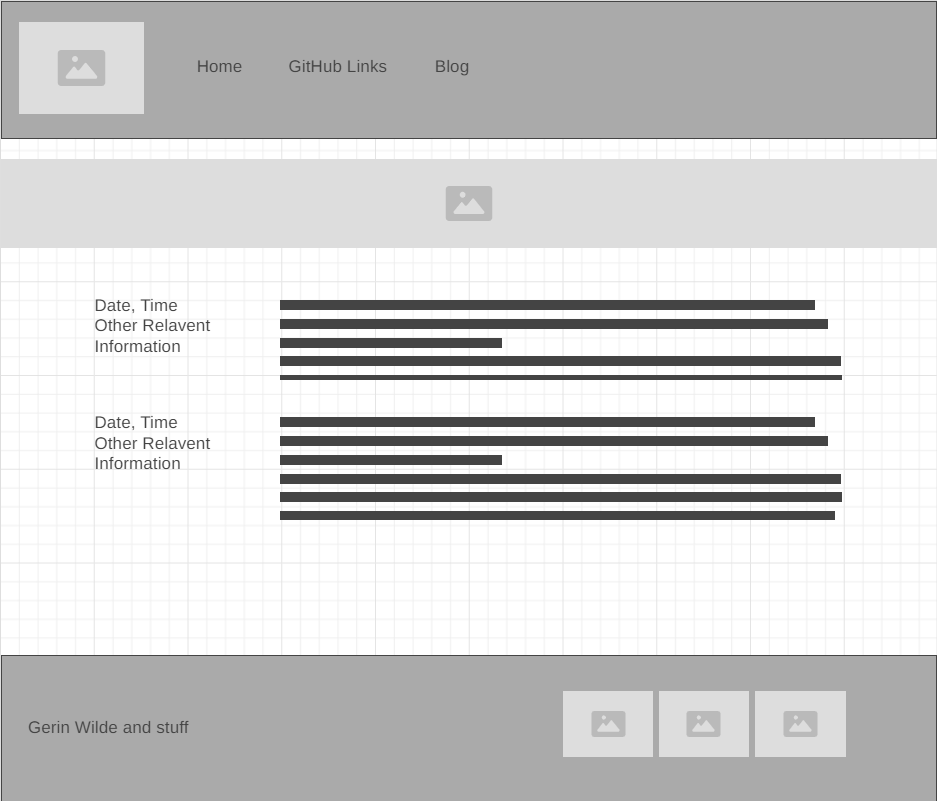 Home GitHub Links Blog
Date, Time
Other Relavent
Information
Date, Time
Other Relavent
Information
Gerin Wilde and stuff